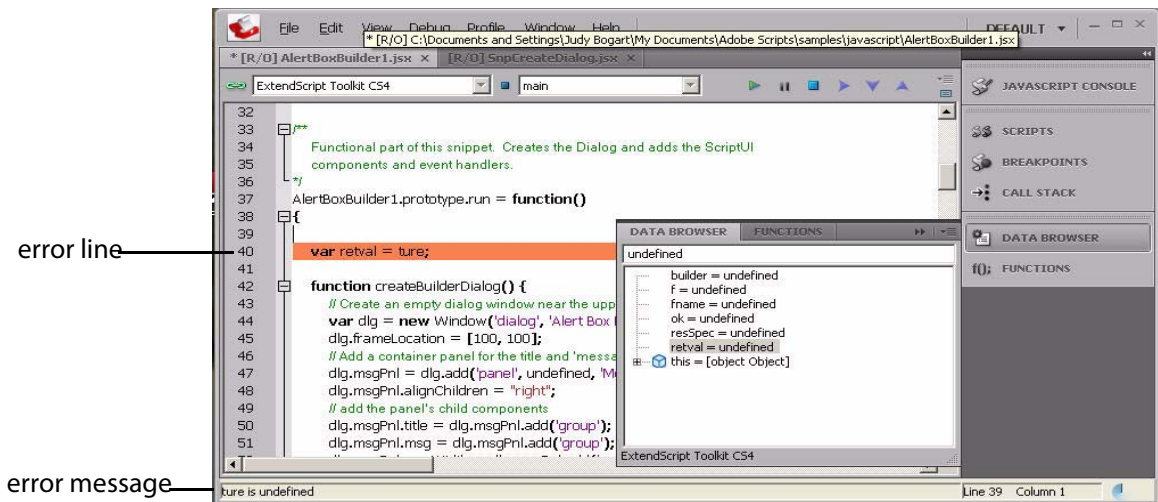 File Edit View Debug Profile Window Help
DEFAULT
* [R/O] C:\Documents and Settings\Judy Bogart\My Documents\Adobe Scripts\samples\javascript\AlertBoxBuilder1.jsx
* [R/O] AlertBoxBuilder1.jsx × [R/O] SnpCreateDialog.jsx ×
ExtendScript Toolkit CS4 main
JAVASCRIPT CONSOLE
SCRIPTS
BREAKPOINTS
CALL STACK
DATA BROWSER
f(); FUNCTIONS
32
33 /**
34 Functional part of this snippet. Creates the Dialog and adds the ScriptUI
35 components and event handlers.
36 */
37 AlertBoxBuilder1.prototype.run = function()
38 {
39
error line
40 var retval = ture;
41
42 function createBuilderDialog() {
43 // Create an empty dialog window near the upp
44 var dlg = new Window('dialog', 'Alert Box
45 dlg.frameLocation = [100, 100];
46 // Add a container panel for the title and 'messa
47 dlg.msgPnl = dlg.add('panel', undefined, 'M
48 dlg.msgPnl.alignChildren = "right";
49 // add the panel's child components
50 dlg.msgPnl.title = dlg.msgPnl.add('group');
51 dlg.msgPnl.msg = dlg.msgPnl.add('group');
DATA BROWSER FUNCTIONS
undefined
builder = undefined
f = undefined
fname = undefined
ok = undefined
resSpec = undefined
retval = undefined
this = [object Object]
ExtendScript Toolkit CS4
error message
ture is undefined
Line 39 Column 1